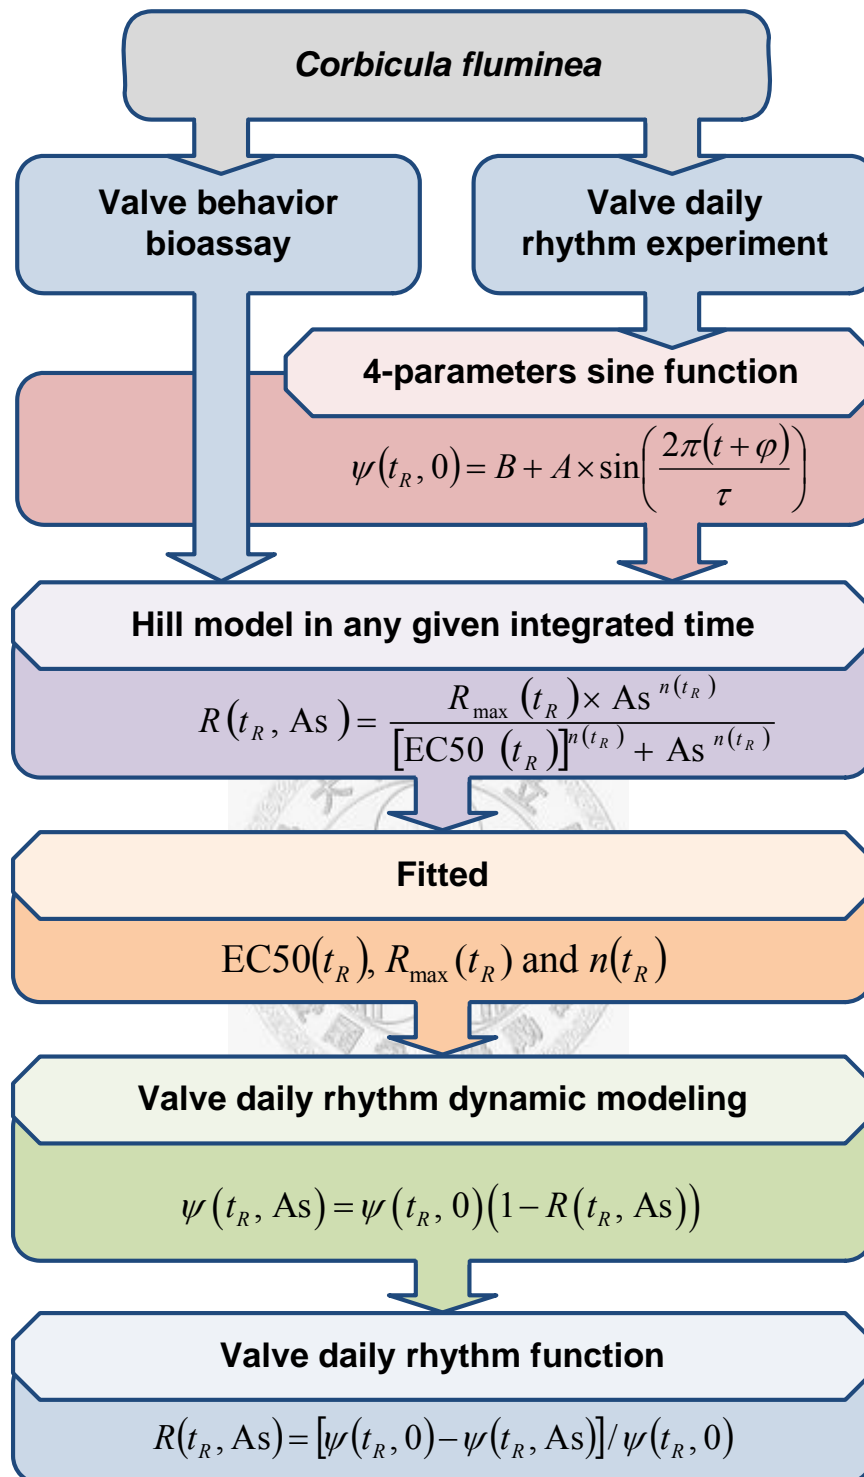 Corbicula fluminea
Valve behavior
bioassay
Valve daily
rhythm experiment
4-parameters sine function
ψ(t_R, 0) = B + A × sin(2π(t + φ) / τ)
Hill model in any given integrated time
R(t_R, As) = R_max(t_R) × As^n(t_R) / [EC50(t_R)]^n(t_R) + As^n(t_R)
Fitted
EC50(t_R), R_max(t_R) and n(t_R)
Valve daily rhythm dynamic modeling
ψ(t_R, As) = ψ(t_R, 0)(1 − R(t_R, As))
Valve daily rhythm function
R(t_R, As) = [ψ(t_R, 0) − ψ(t_R, As)]/ψ(t_R, 0)